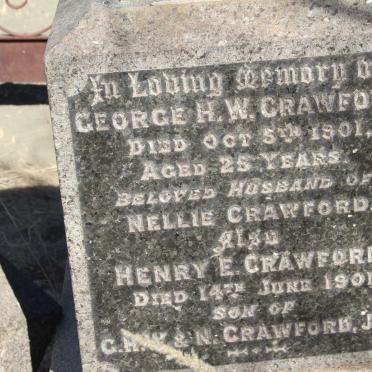 In Loving Memory o
GEORGE H. W. CRAWFO
DIED OCT 5TH 1901.
AGED 25 YEARS.
BELOVED HUSBAND OF
NELLIE CRAWFORD
Also
HENRY E. CRAWFORD
DIED 14TH JUNE 1901
SON OF
G.H.W & N. CRAWFORD, J